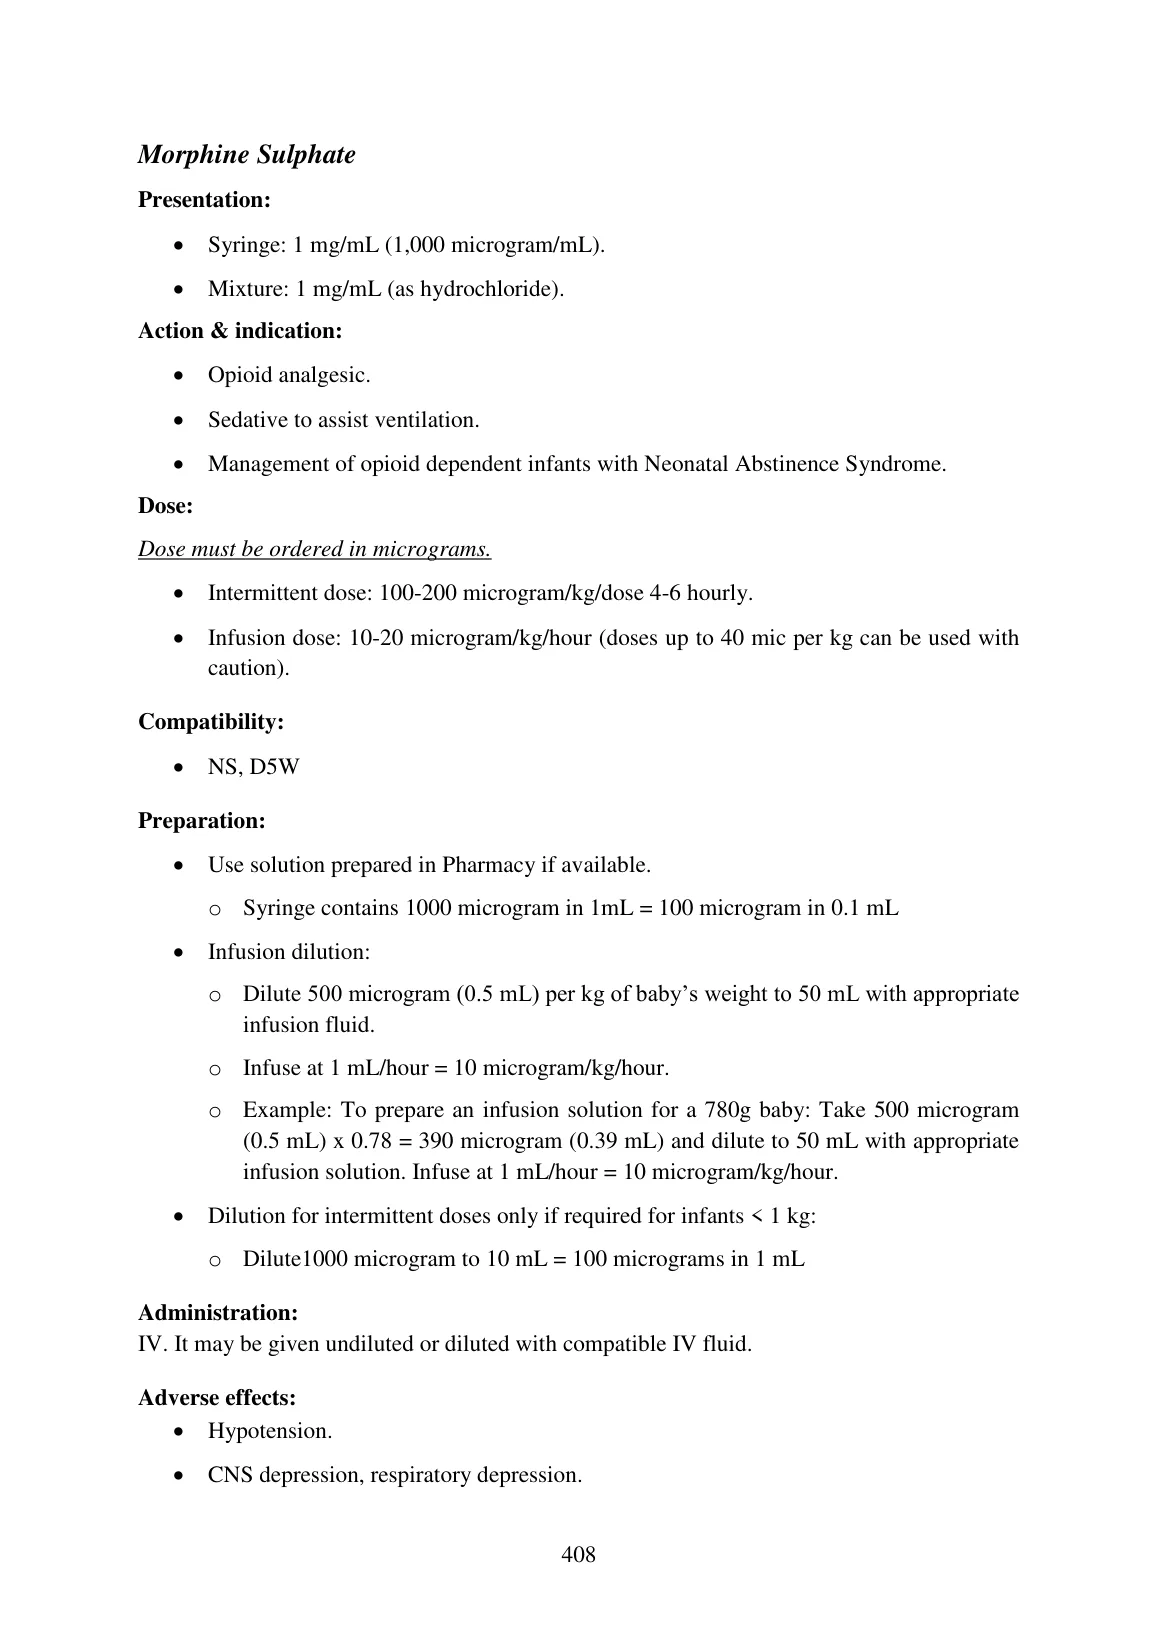 Morphine Sulphate
Presentation:
• Syringe: 1 mg/mL (1,000 microgram/mL).
• Mixture: 1 mg/mL (as hydrochloride).
Action & indication:
• Opioid analgesic.
• Sedative to assist ventilation.
• Management of opioid dependent infants with Neonatal Abstinence Syndrome.
Dose:
Dose must be ordered in micrograms.
• Intermittent dose: 100-200 microgram/kg/dose 4-6 hourly.
• Infusion dose: 10-20 microgram/kg/hour (doses up to 40 mic per kg can be used with
caution).
Compatibility:
• NS, D5W
Preparation:
• Use solution prepared in Pharmacy if available.
o Syringe contains 1000 microgram in 1mL = 100 microgram in 0.1 mL
• Infusion dilution:
o Dilute 500 microgram (0.5 mL) per kg of baby’s weight to 50 mL with appropriate
infusion fluid.
o Infuse at 1 mL/hour = 10 microgram/kg/hour.
o Example: To prepare an infusion solution for a 780g baby: Take 500 microgram
(0.5 mL) x 0.78 = 390 microgram (0.39 mL) and dilute to 50 mL with appropriate
infusion solution. Infuse at 1 mL/hour = 10 microgram/kg/hour.
• Dilution for intermittent doses only if required for infants < 1 kg:
o Dilute1000 microgram to 10 mL = 100 micrograms in 1 mL
Administration:
IV. It may be given undiluted or diluted with compatible IV fluid.
Adverse effects:
• Hypotension.
• CNS depression, respiratory depression.
408